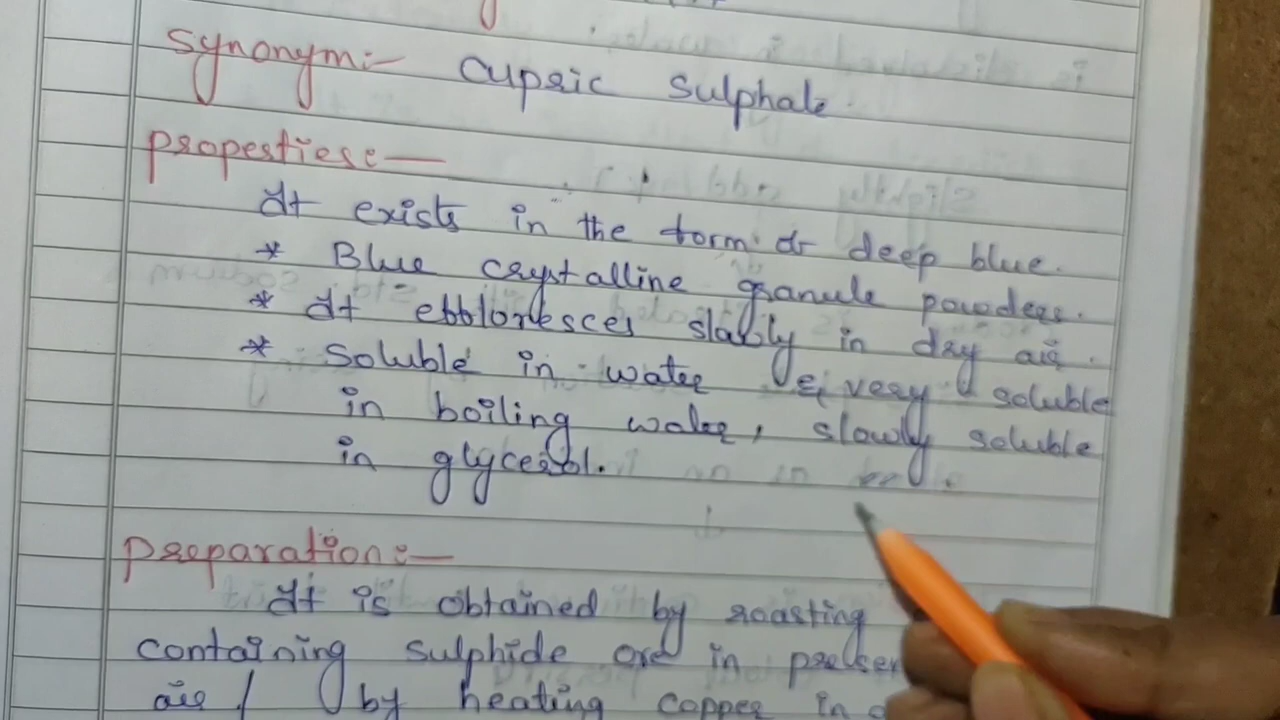 Synonym:- Cupric Sulphate
Properties:-
It exists in the form of deep blue.
* Blue crystalline granule powders.
* It effloresces slowly in dry air.
* Soluble in water & very soluble
in boiling water, slowly soluble
in glycerol.
Preparation:-
It is obtained by roasting
containing sulphide ore in
air / by heating copper in